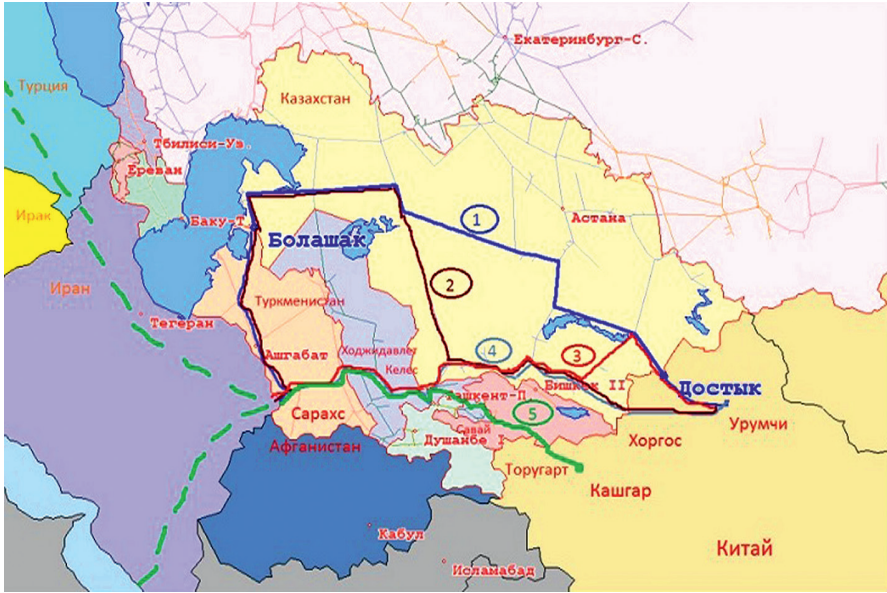 Екатеринбург-С.
Турция
Казахстан
Тбилиси-Уз.
Ереван
Ирак
Баку-Т
1
Астана
Болашак
Иран
2
Туркменистан
Тегеран
Ашгабат
Ходжидавлет
4
3
Келес
Бишкек II
Достык
Ташкент-П
Сарахс
5
Савай
Урумчи
Душанбе I
Хоргос
Афганистан
Торугарт
Кашгар
Кабул
Китай
Исламабад